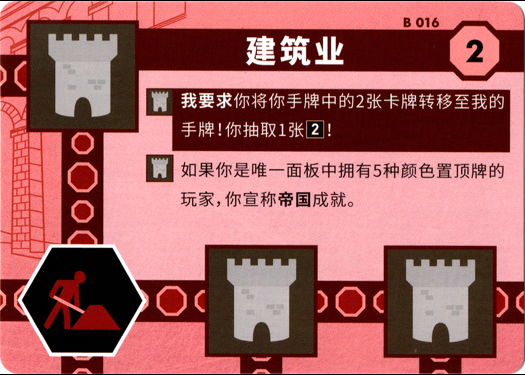 B 016
建筑业
2
我要求你将你手牌中的2张卡牌转移至我的
手牌!你抽取1张2!
如果你是唯一面板中拥有5种颜色置顶牌的
玩家,你宣称帝国成就。